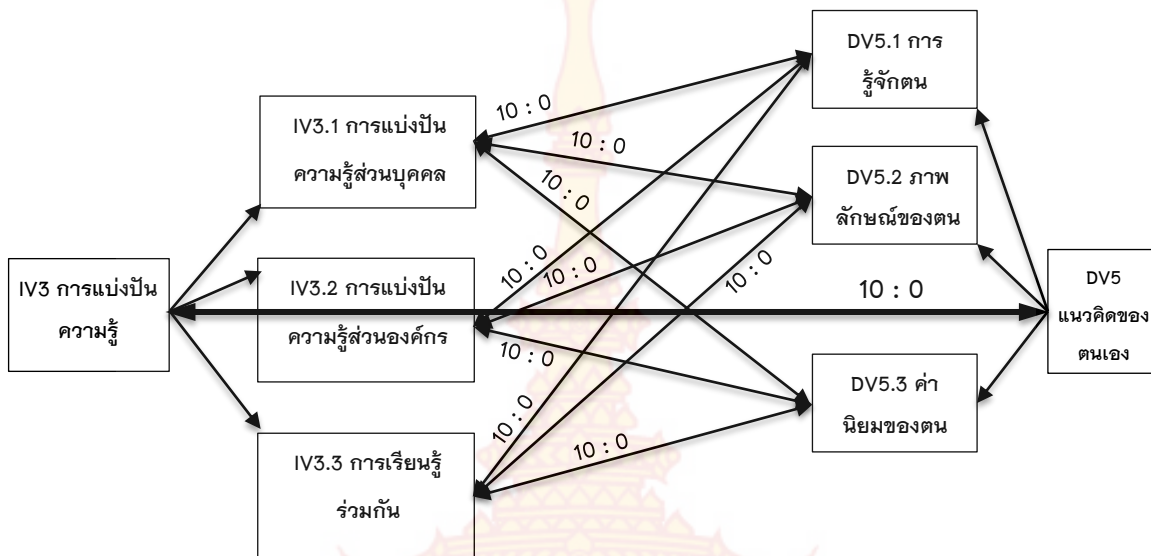 DV5.1 การ
รู้จักตน
10 : 0
IV3.1 การแบ่งปัน
ความรู้ส่วนบุคคล
10 : 0
DV5.2 ภาพ
ลักษณ์ของตน
10 : 0
10 : 0
10 : 0
10 : 0
IV3 การแบ่งปัน
ความรู้
IV3.2 การแบ่งปัน
ความรู้ส่วนองค์กร
10 : 0
DV5
แนวคิดของ
ตนเอง
10 : 0
DV5.3 ค่า
นิยมของตน
10 : 0
10 : 0
IV3.3 การเรียนรู้
ร่วมกัน